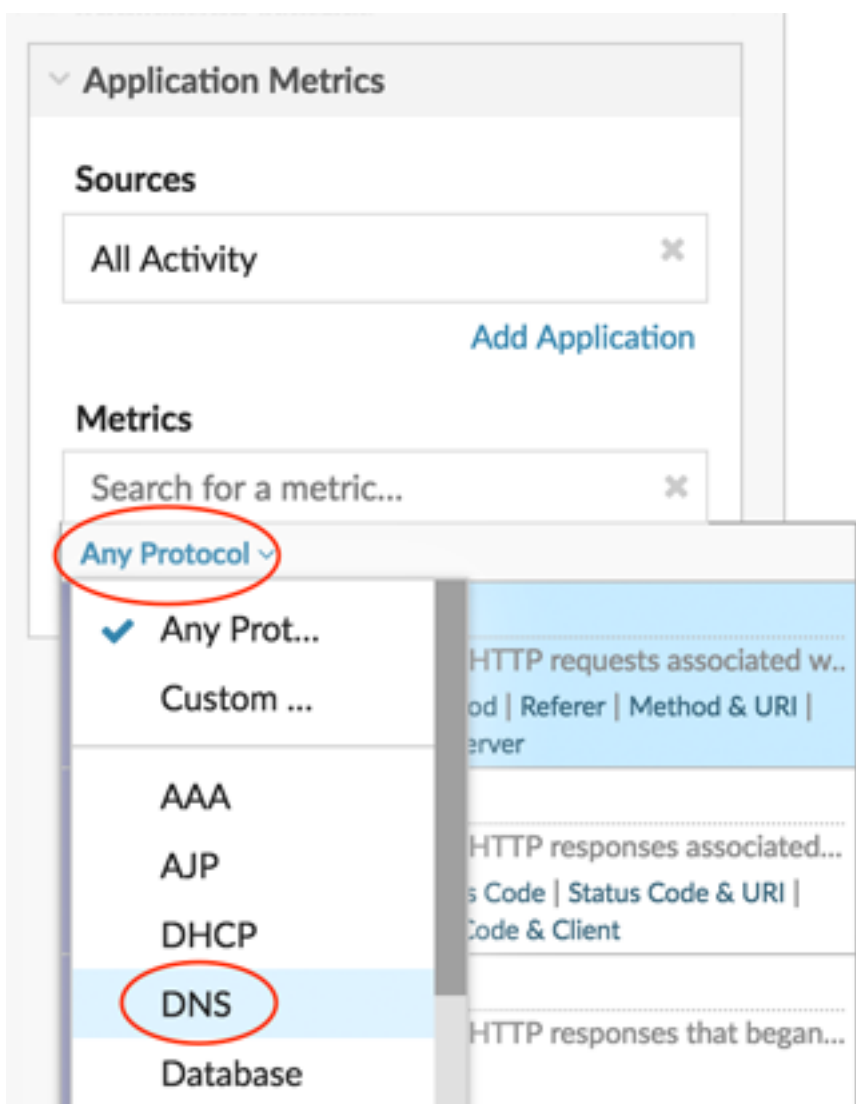 Application Metrics
Sources
All Activity
Add Application
Metrics
Search for a metric...
Any Protocol
Any Prot...
Custom ...
AAA
AJP
DHCP
DNS
Database
HTTP requests associated w..
od | Referer | Method & URI |
erver
HTTP responses associated...
s Code | Status Code & URI |
Code & Client
HTTP responses that began...